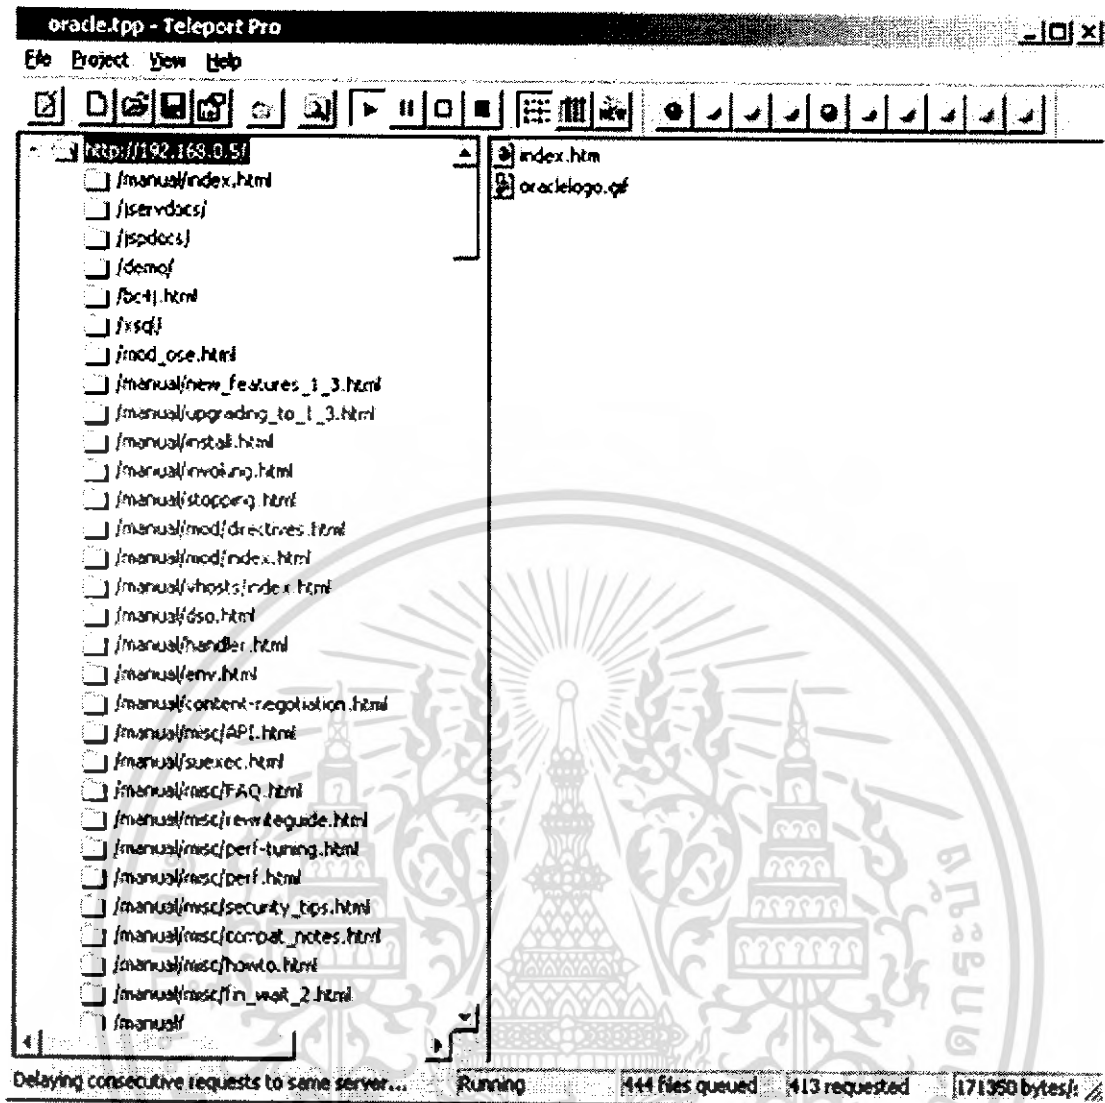 oracle.tpp - Teleport Pro
File Project View Help
http://192.168.0.5/
/manual/index.html
/jservdocs/
/jspdocs/
/demo/
/bc4j.html
/xsql/
/mod_ose.html
/manual/new_features_1_3.html
/manual/upgrading_to_1_3.html
/manual/install.html
/manual/invoking.html
/manual/stopping.html
/manual/mod/directives.html
/manual/mod/index.html
/manual/vhosts/index.html
/manual/dso.html
/manual/handler.html
/manual/env.html
/manual/content-negotiation.html
/manual/misc/API.html
/manual/suexec.html
/manual/misc/FAQ.html
/manual/misc/rewriteguide.html
/manual/misc/perf-tuning.html
/manual/misc/perf.html
/manual/misc/security_tips.html
/manual/misc/compat_notes.html
/manual/misc/howto.html
/manual/misc/fin_wait_2.html
/manual/
index.htm
oraclelogo.gif
Delaying consecutive requests to same server... Running 444 files queued 413 requested 171350 bytes/s